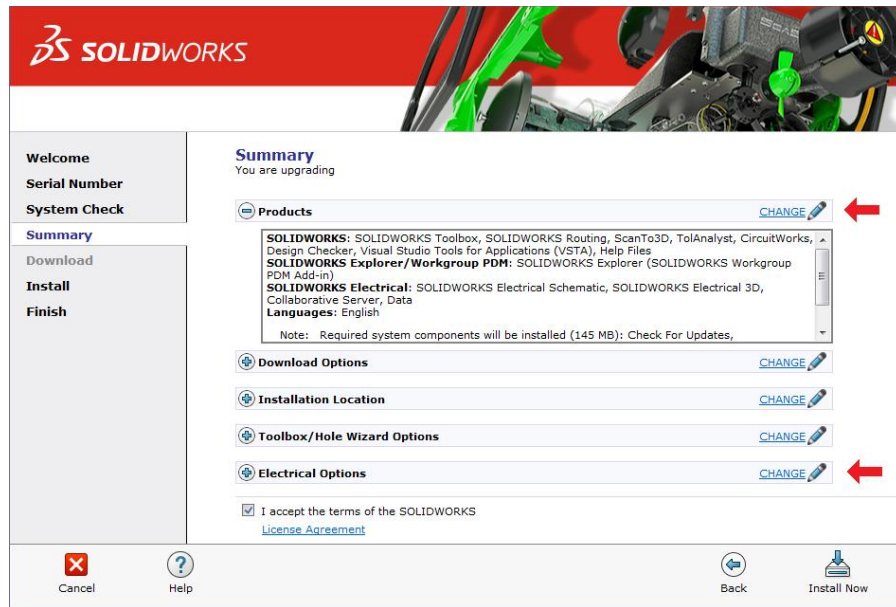 SOLIDWORKS
Welcome
Serial Number
System Check
Summary
Download
Install
Finish
Summary
You are upgrading
Products CHANGE
SOLIDWORKS: SOLIDWORKS Toolbox, SOLIDWORKS Routing, ScanTo3D, TolAnalyst, CircuitWorks,
Design Checker, Visual Studio Tools for Applications (VSTA), Help Files
SOLIDWORKS Explorer/Workgroup PDM: SOLIDWORKS Explorer (SOLIDWORKS Workgroup
PDM Add-in)
SOLIDWORKS Electrical: SOLIDWORKS Electrical Schematic, SOLIDWORKS Electrical 3D,
Collaborative Server, Data
Languages: English
Note: Required system components will be installed (145 MB): Check For Updates,
Download Options CHANGE
Installation Location CHANGE
Toolbox/Hole Wizard Options CHANGE
Electrical Options CHANGE
I accept the terms of the SOLIDWORKS
License Agreement
Cancel Help Back Install Now